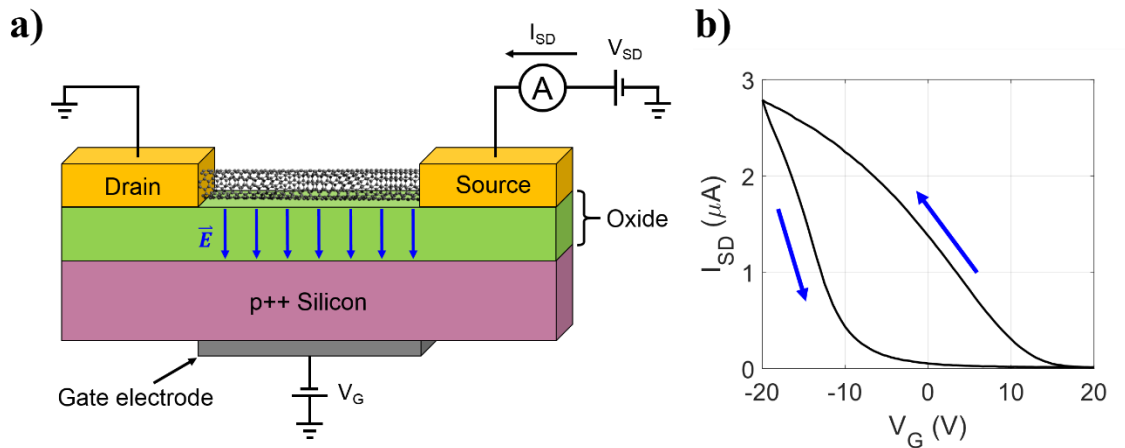 a)
I_SD
V_SD
A
Drain
Source
Oxide
E
p++ Silicon
Gate electrode
V_G
b)
3
2
1
0
I_SD (μA)
-20 -10 0 10 20
V_G (V)